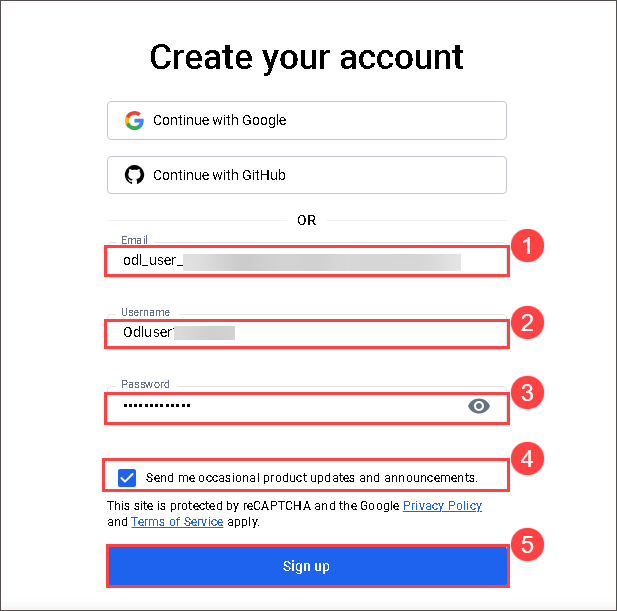 Create your account
Continue with Google
Continue with GitHub
OR
Email
odl_user_
1
Username
Odluser
2
Password
•••••••••••••
3
Send me occasional product updates and announcements.
4
This site is protected by reCAPTCHA and the Google Privacy Policy
and Terms of Service apply.
Sign up
5